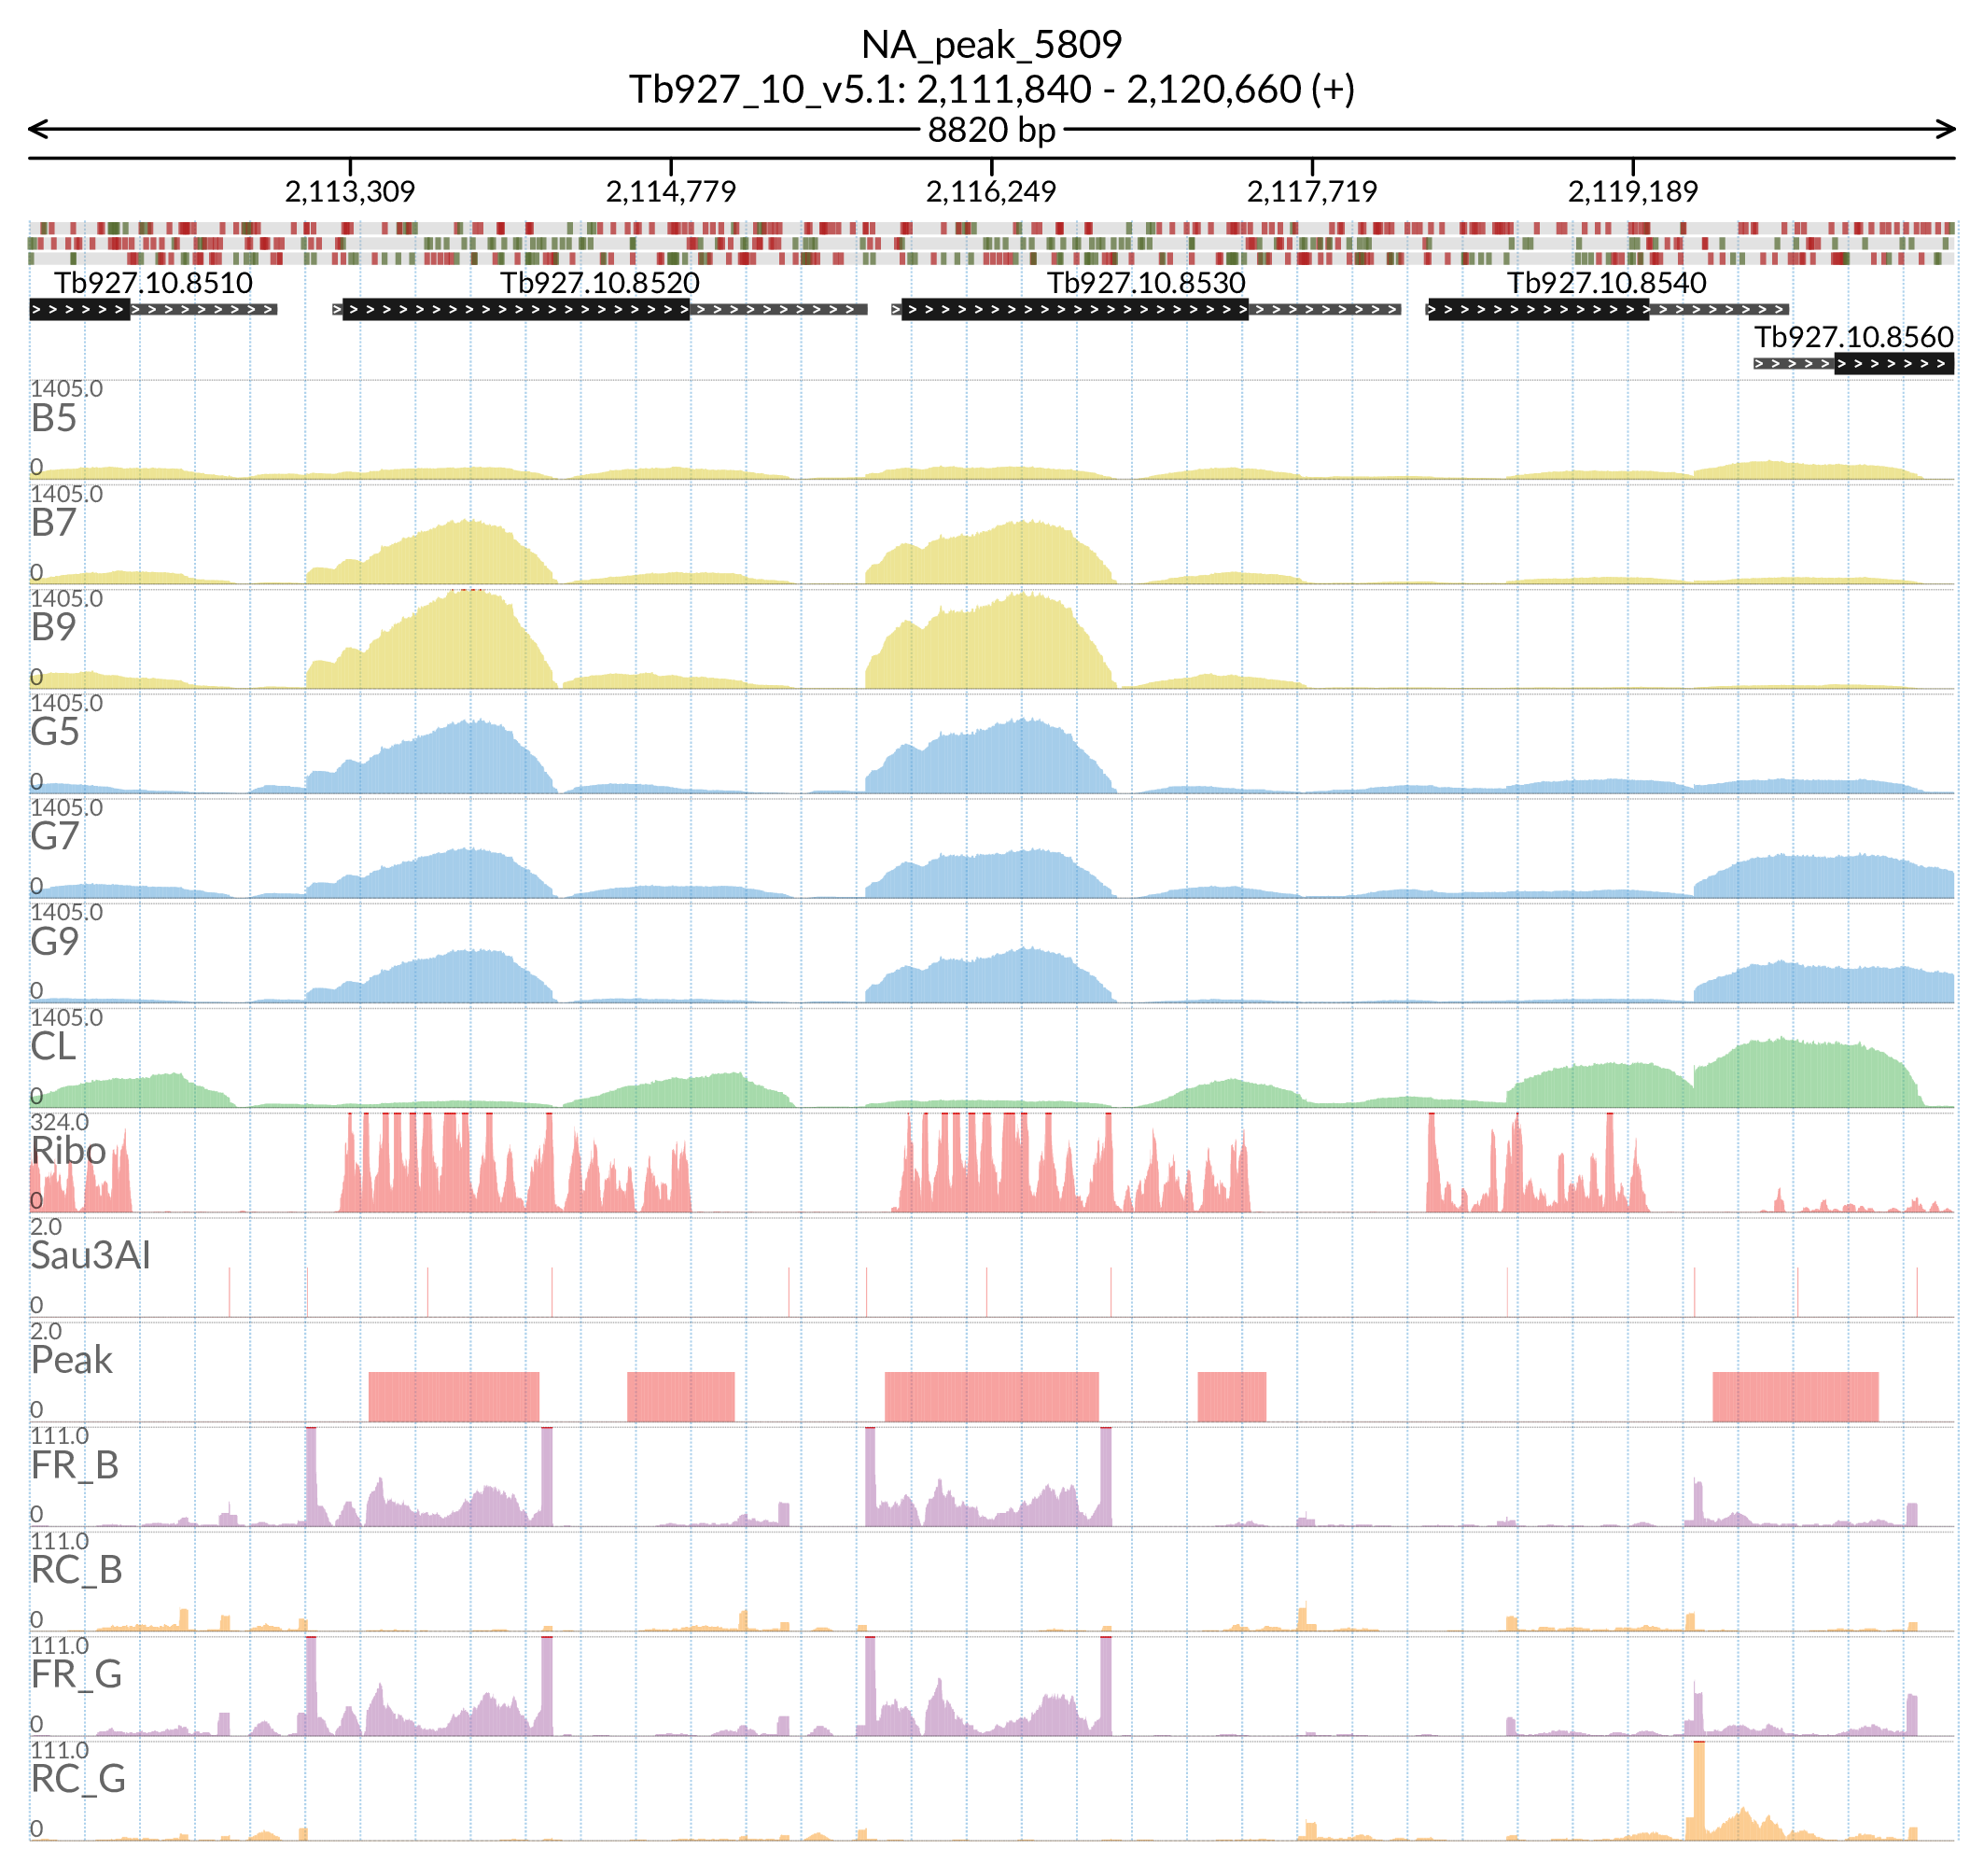 NA_peak_5809
Tb927_10_v5.1: 2,111,840 - 2,120,660 (+)
8820 bp
2,113,309 2,114,779 2,116,249 2,117,719 2,119,189
Tb927.10.8510 Tb927.10.8520 Tb927.10.8530 Tb927.10.8540
Tb927.10.8560
1405.0
B5
0
1405.0
B7
0
1405.0
B9
0
1405.0
G5
0
1405.0
G7
0
1405.0
G9
0
1405.0
CL
0
324.0
Ribo
0
2.0
Sau3AI
0
2.0
Peak
0
111.0
FR_B
0
111.0
RC_B
0
111.0
FR_G
0
111.0
RC_G
0